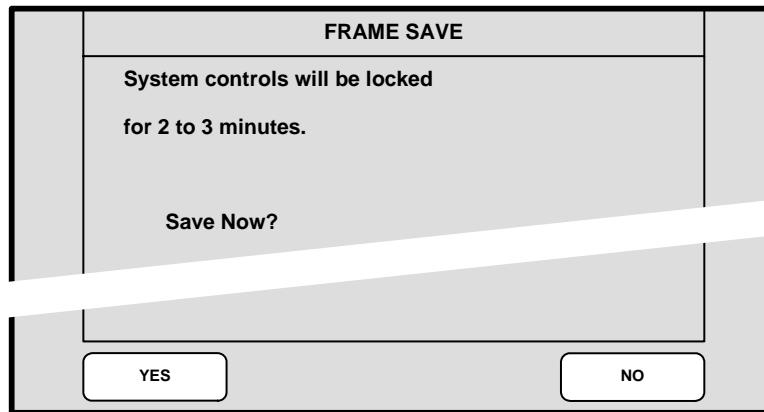 FRAME SAVE
System controls will be locked
for 2 to 3 minutes.
Save Now?
YES
NO